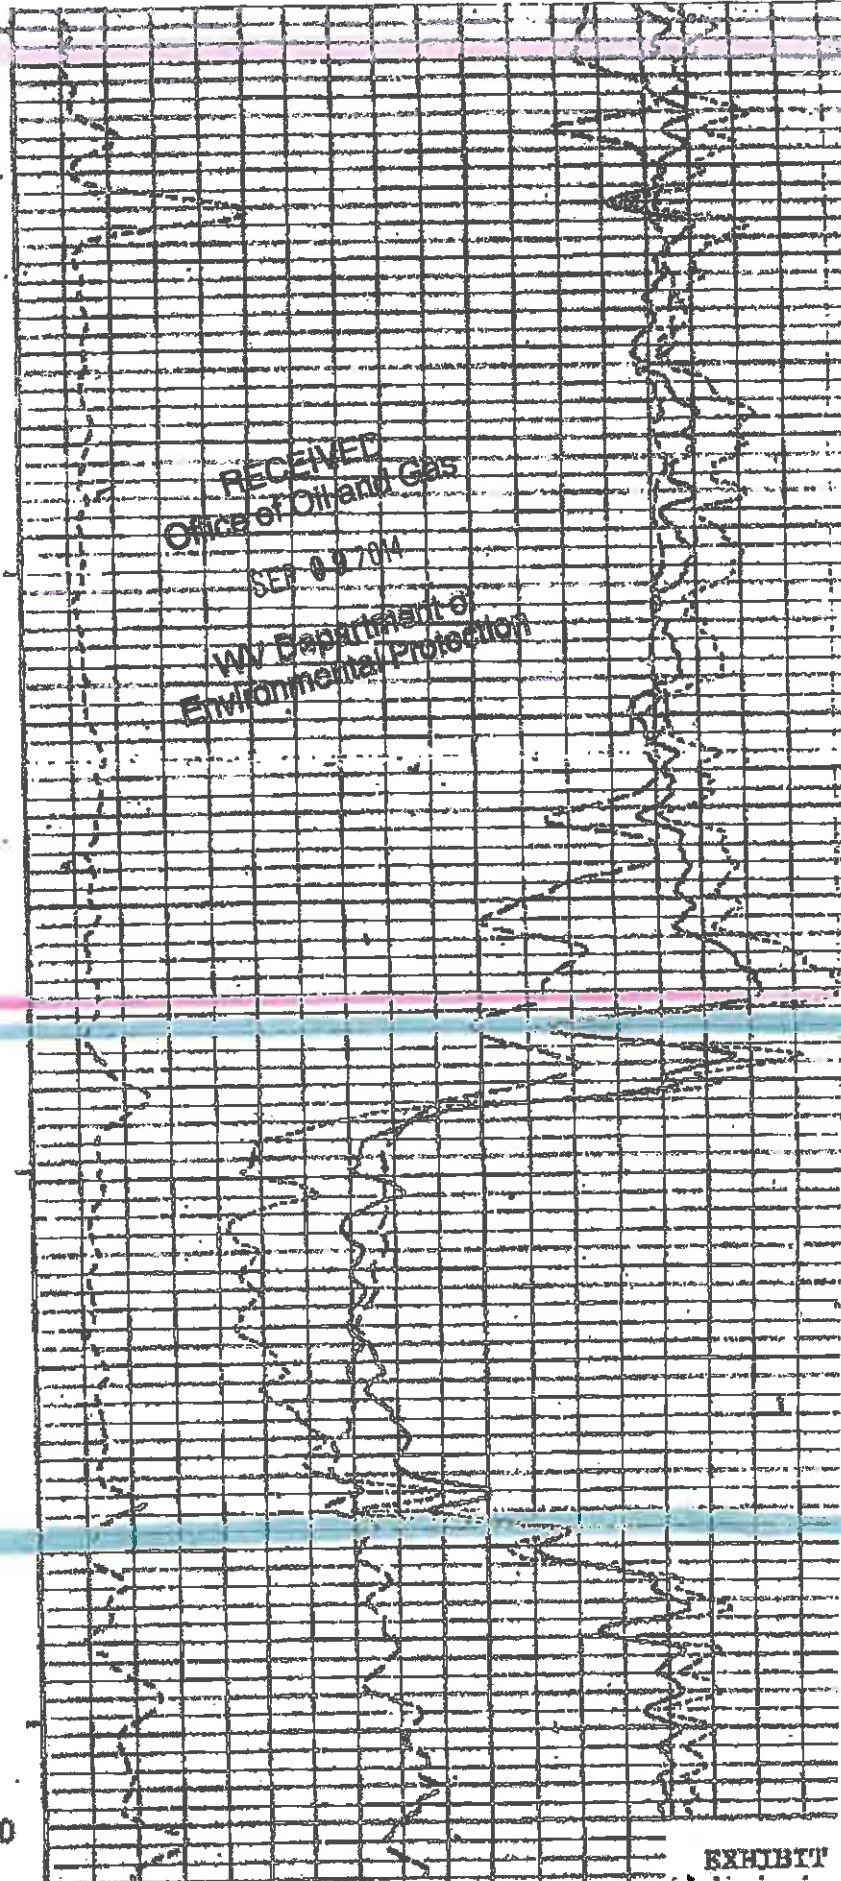 RECEIVED
Office of Oil and Gas
SEP 09 2014
WV Department of
Environmental Protection
0
EXHIBIT